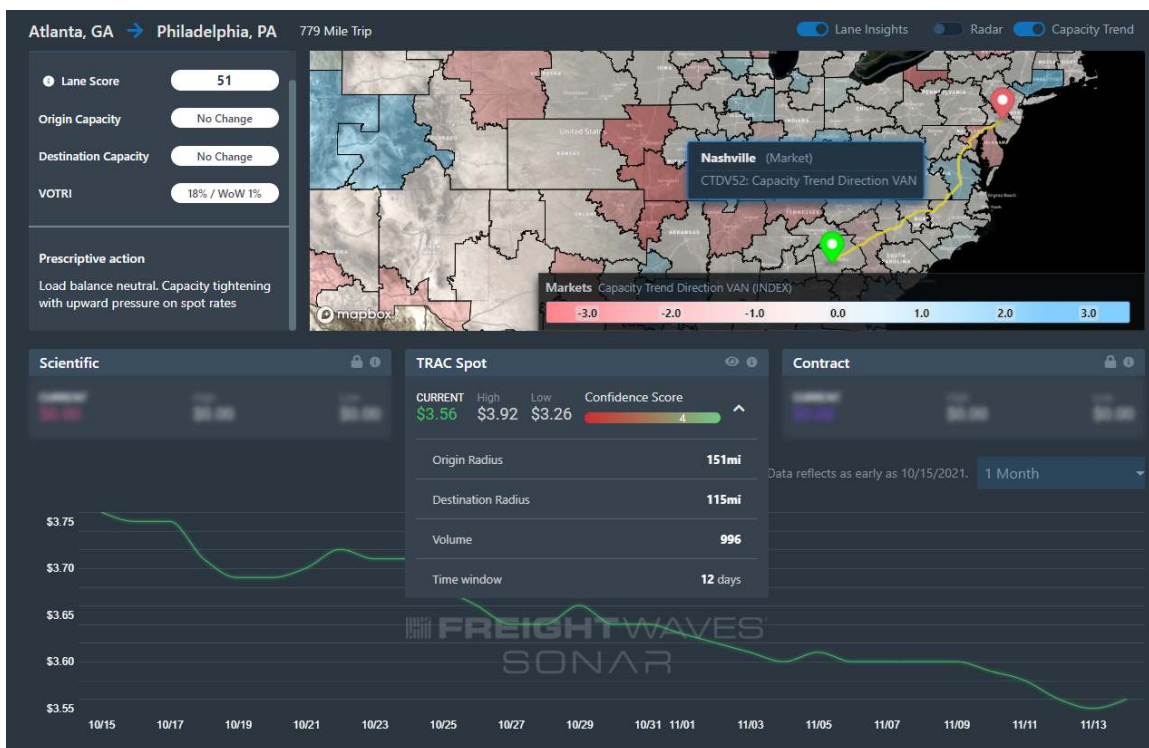 Atlanta, GA → Philadelphia, PA 779 Mile Trip
Lane Insights Radar Capacity Trend
Lane Score 51
Origin Capacity No Change
Destination Capacity No Change
VOTRI 18% / WoW 1%
Prescriptive action
Load balance neutral. Capacity tightening
with upward pressure on spot rates
United States
KANSAS
ARKANSAS
TENNESSEE
Virginia Beach
Nashville (Market)
CTDV52: Capacity Trend Direction VAN
mapbox
Markets Capacity Trend Direction VAN (INDEX)
-3.0 -2.0 -1.0 0.0 1.0 2.0 3.0
Scientific
TRAC Spot
Contract
CURRENT High Low Confidence Score
$3.56 $3.92 $3.26 4
Origin Radius 151mi
Destination Radius 115mi
Volume 996
Time window 12 days
Data reflects as early as 10/15/2021. 1 Month
$3.75
$3.70
$3.65
$3.60
$3.55
FREIGHTWAVES
SONAR
10/15 10/17 10/19 10/21 10/23 10/25 10/27 10/29 10/31 11/01 11/03 11/05 11/07 11/09 11/11 11/13